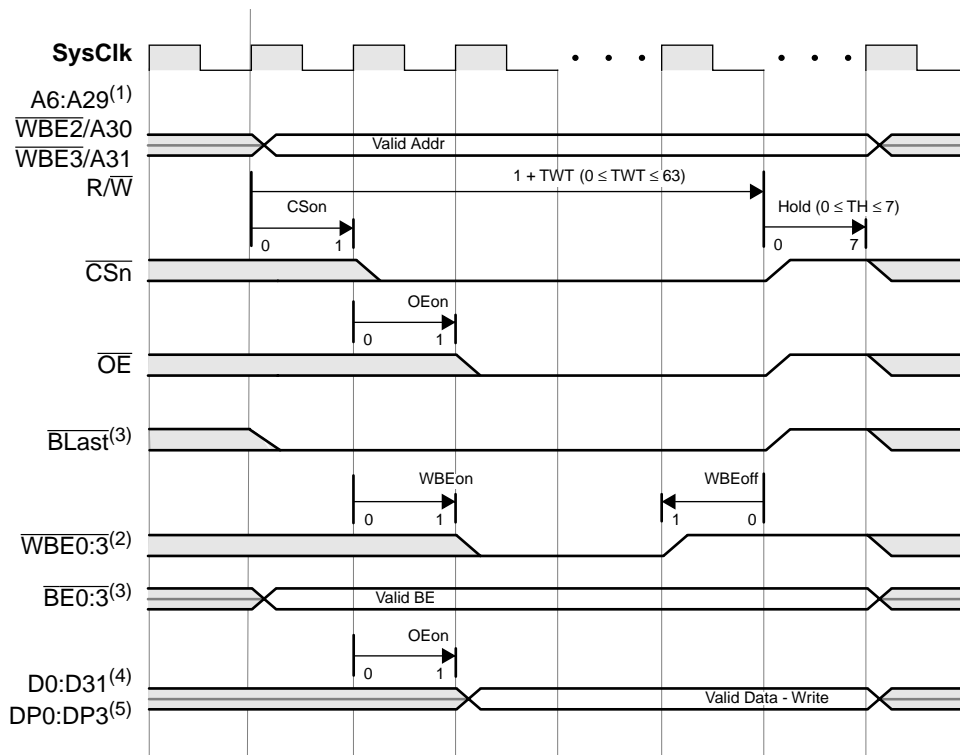 SysClk
. . .
. . .
A6:A29(1)
WBE2/A30
WBE3/A31
R/W
Valid Addr
1 + TWT (0 ≤ TWT ≤ 63)
CSon
0 1
Hold (0 ≤ TH ≤ 7)
0 7
CSn
OEon
0 1
OE
BLast(3)
WBEon
0 1
WBEoff
1 0
WBE0:3(2)
BE0:3(3)
Valid BE
OEon
0 1
D0:D31(4)
DP0:DP3(5)
Valid Data - Write